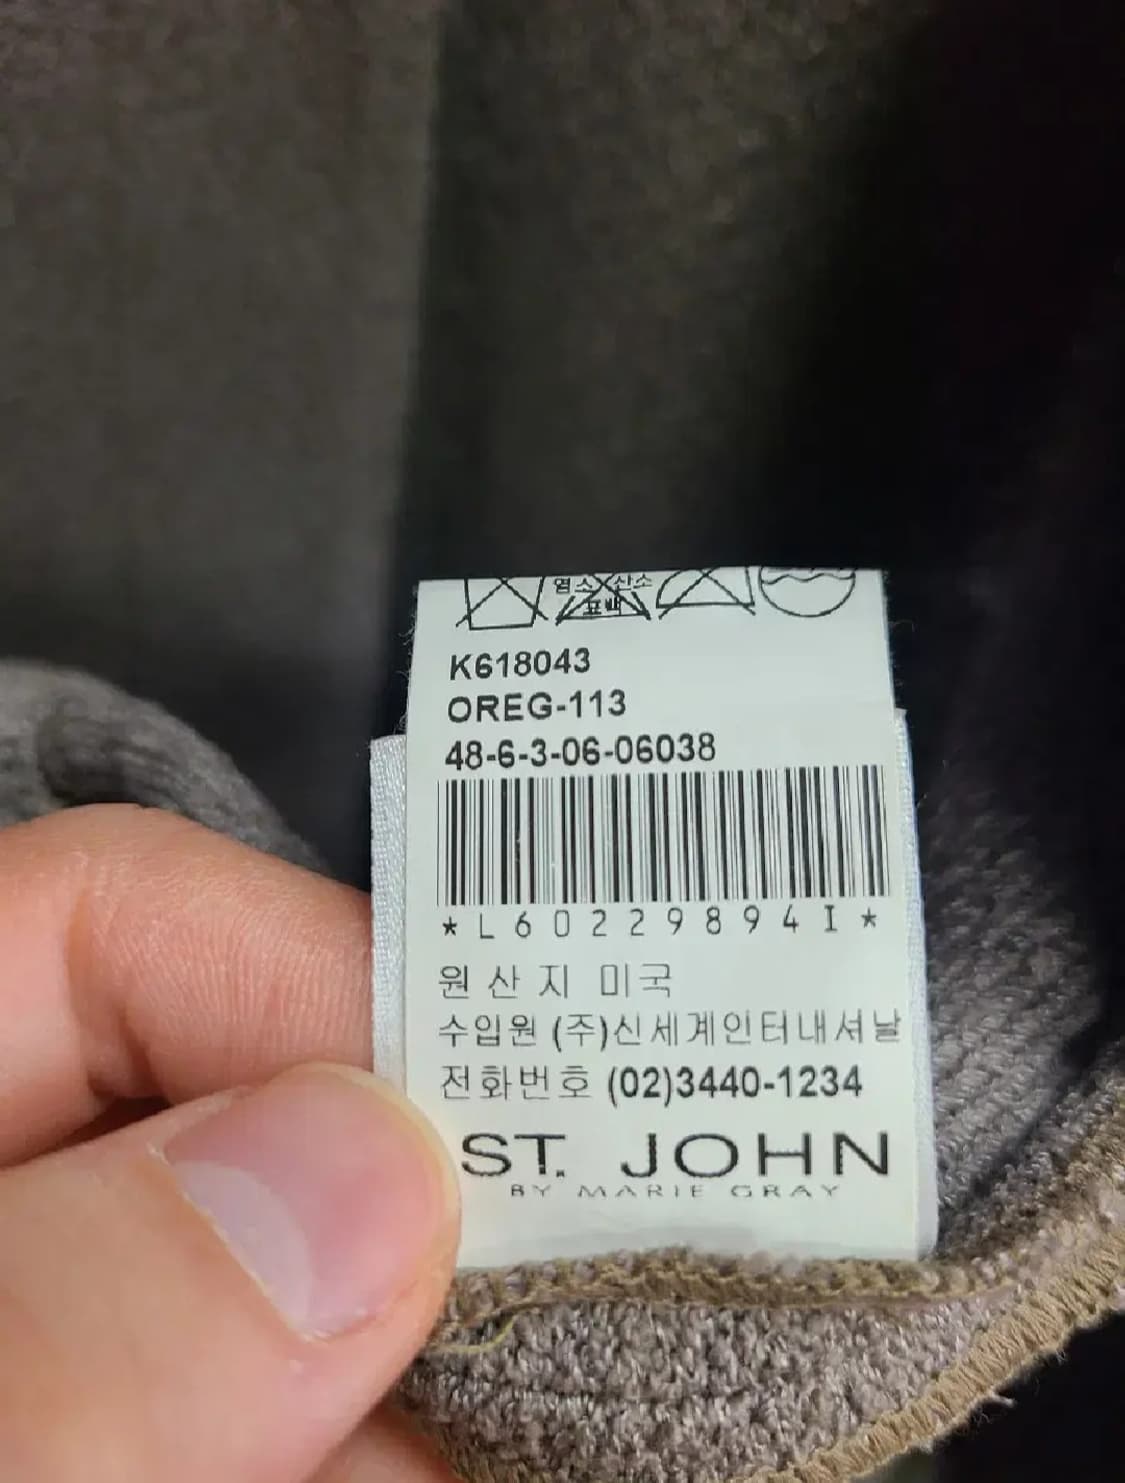 염소 산소
표백
K618043
OREG-113
48-6-3-06-06038
*L60229894I*
원산지 미국
수입원 (주)신세계인터내셔날
전화번호 (02)3440-1234
ST. JOHN
BY MARIE GRAY